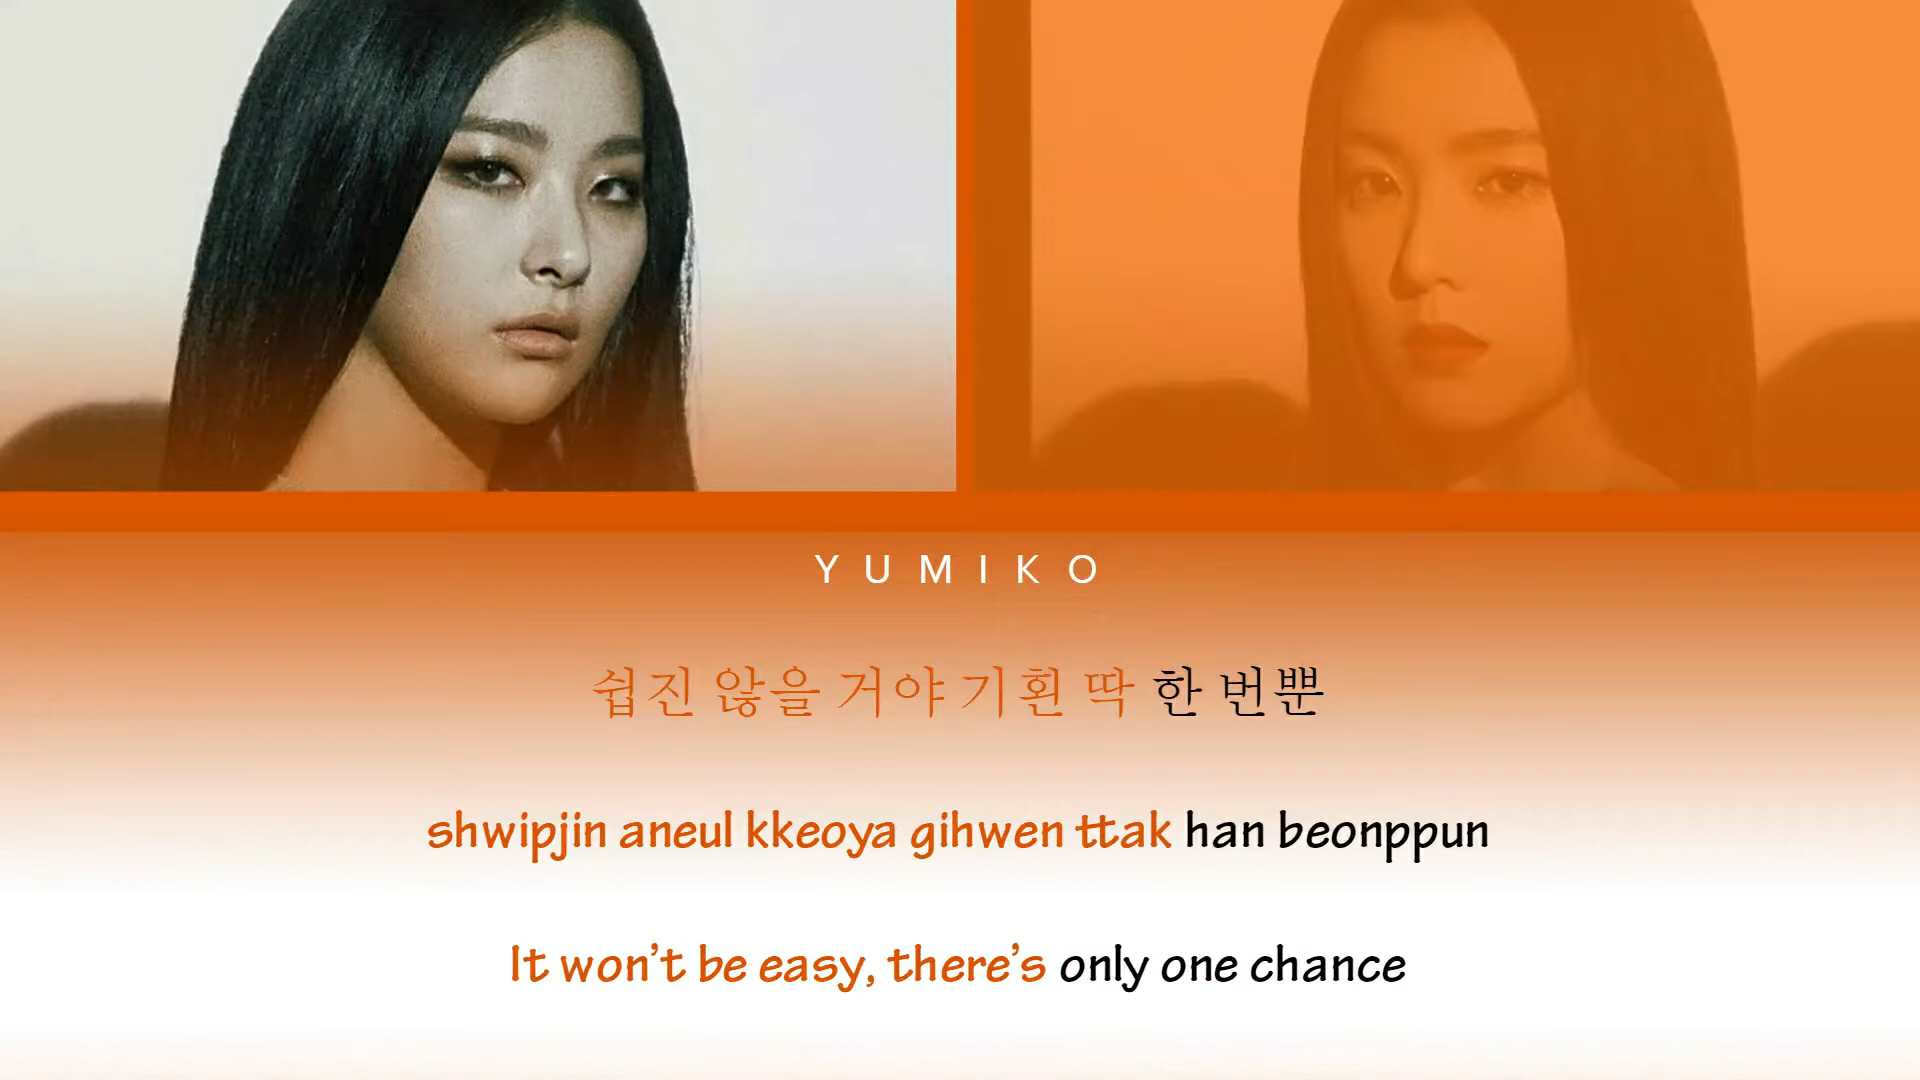 YUMIKO
쉽진 않을 거야 기횐 딱 한 번뿐
shwipjin aneul kkeoya gihwen ttak han beonppun
It won't be easy, there's only one chance